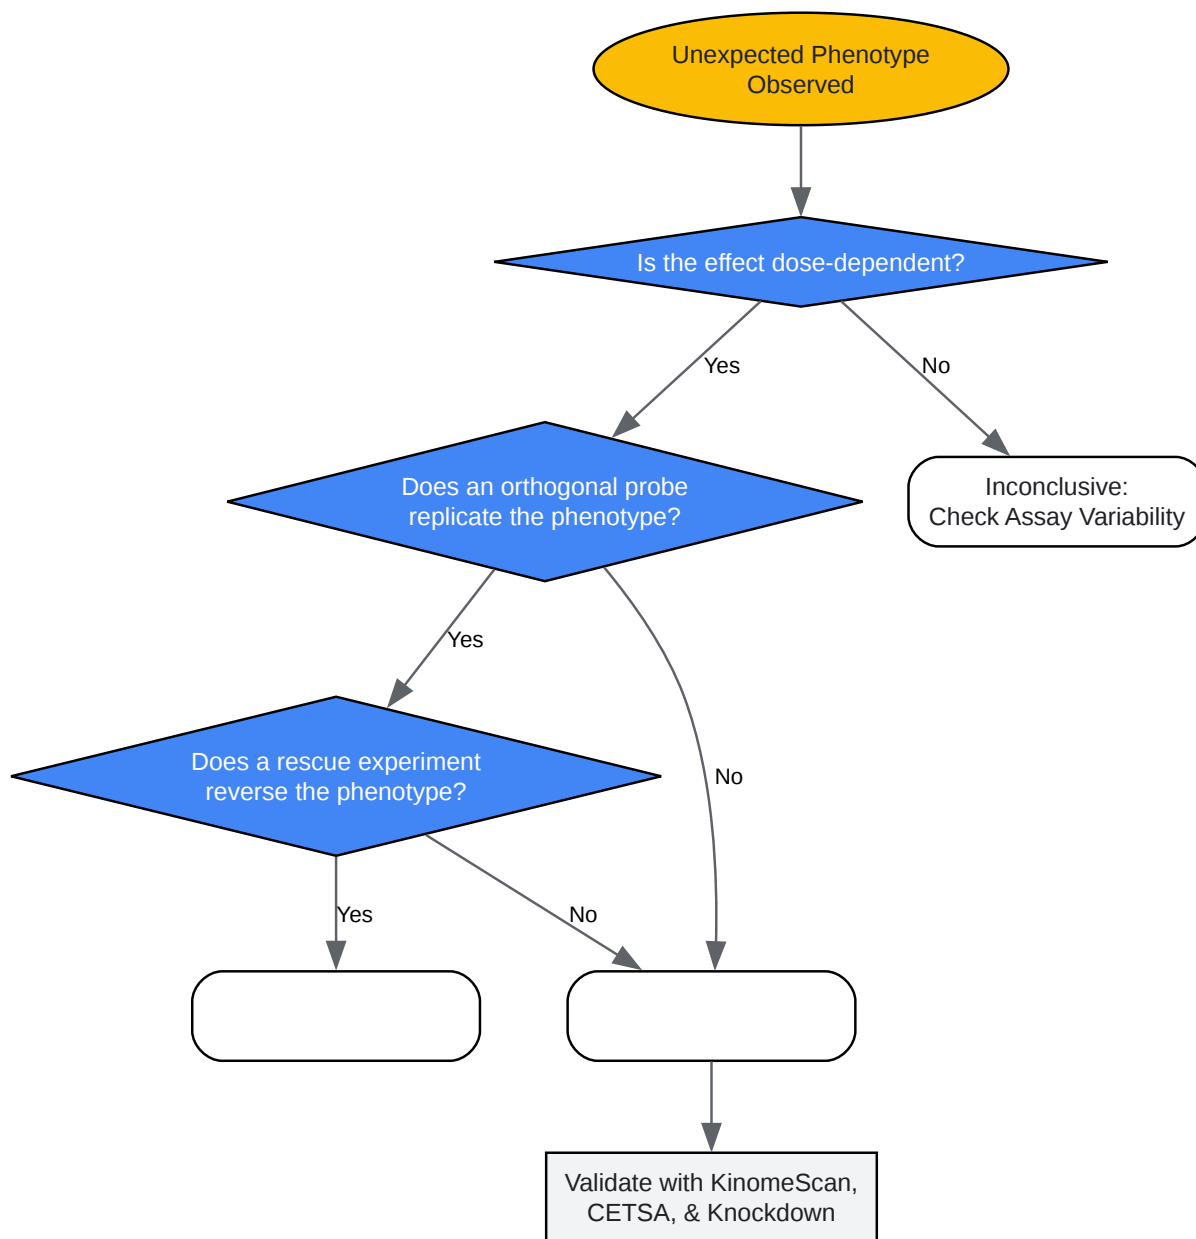 Unexpected Phenotype
Observed
Is the effect dose-dependent?
Yes
No
Does an orthogonal probe
replicate the phenotype?
Inconclusive:
Check Assay Variability
Yes
No
Does a rescue experiment
reverse the phenotype?
Yes
No
Validate with KinomeScan,
CETSA, & Knockdown